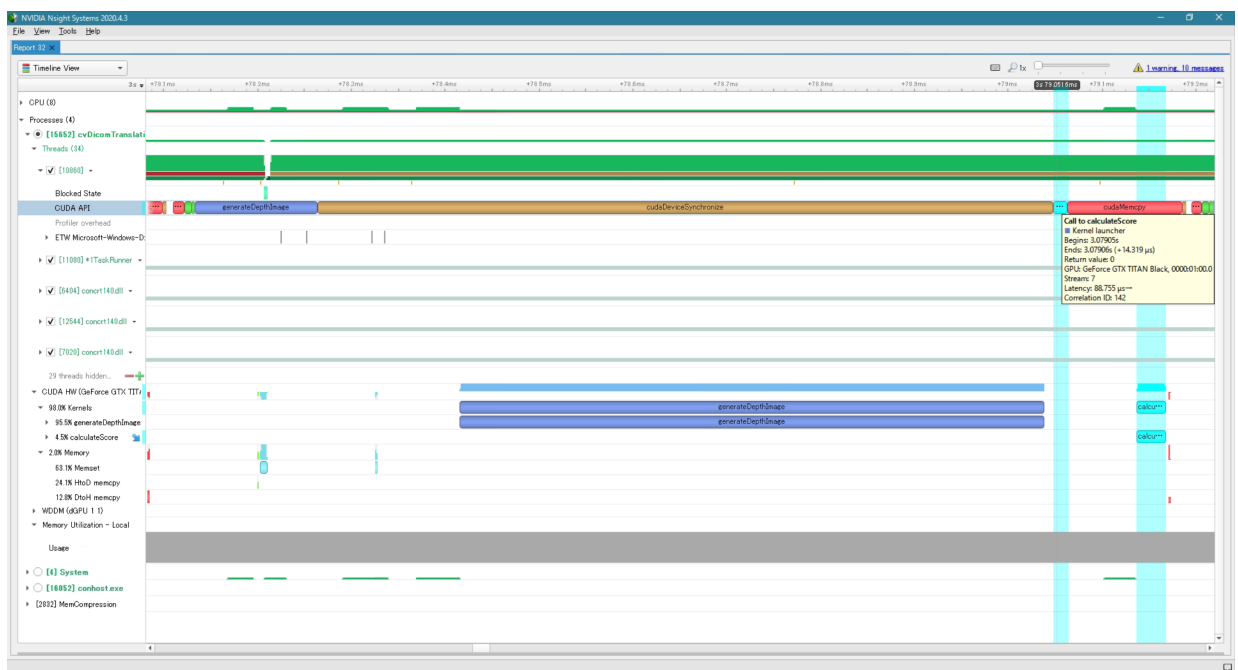 NVIDIA Nsight Systems 2020.4.3
File View Tools Help
Report 32
Timeline View
1x
1 warning, 10 messages
3s
+78.1ms +78.2ms +78.3ms +78.4ms +78.5ms +78.6ms +78.7ms +78.8ms +78.9ms +79ms 3s 79.0516ms +79.1ms +79.2ms
CPU (8)
Processes (4)
[15652] cvDicomTranslati
Threads (34)
[10860]
Blocked State
CUDA API
generateDepthImage
cudaDeviceSynchronize
...
cudaMemcpy
Profiler overhead
ETW Microsoft-Windows-D:
Call to calculateScore
Kernel launcher
Begins: 3.07905s
Ends: 3.07906s (+14.319 μs)
Return value: 0
GPU: GeForce GTX TITAN Black, 0000:01:00.0
Stream: 7
Latency: 88.755 μs→
Correlation ID: 142
[11080] *1TaskRunner
[6404] concrt140.dll
[12544] concrt140.dll
[7020] concrt140.dll
29 threads hidden...
CUDA HW (GeForce GTX TIT
98.0% Kernels
generateDepthImage
calcu...
95.5% generateDepthImage
generateDepthImage
4.5% calculateScore
calcu...
2.0% Memory
63.1% Memset
24.1% HtoD memcpy
12.8% DtoH memcpy
WDDM (dGPU 1 1)
Memory Utilization - Local
Usage
[4] System
[16052] conhost.exe
[2832] MemCompression